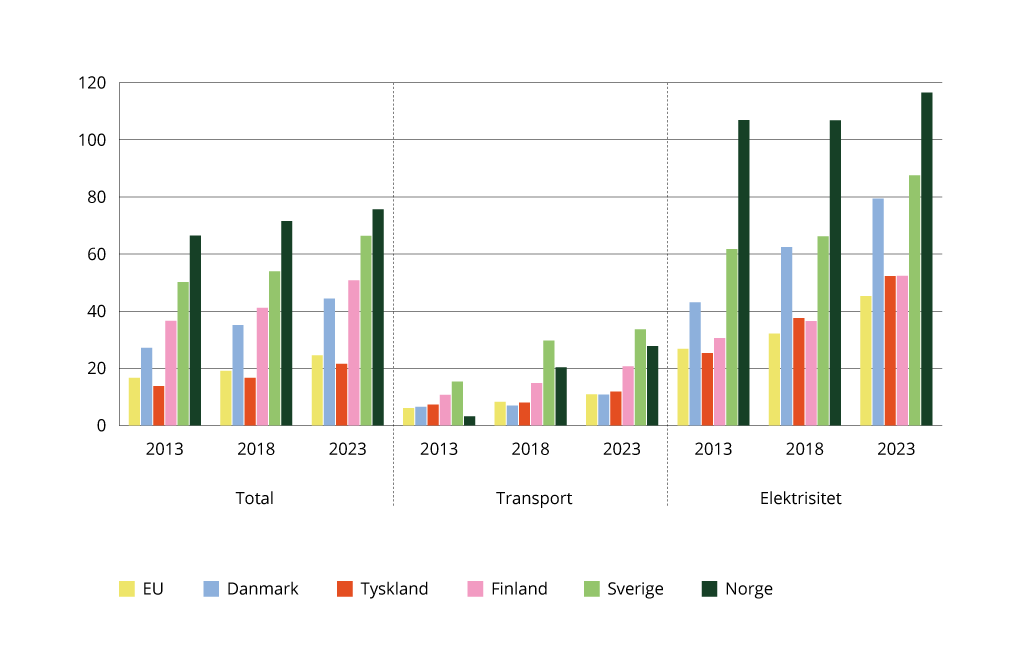 120
100
80
60
40
20
0
2013 2018 2023 2013 2018 2023 2013 2018 2023
Total Transport Elektrisitet
EU Danmark Tyskland Finland Sverige Norge